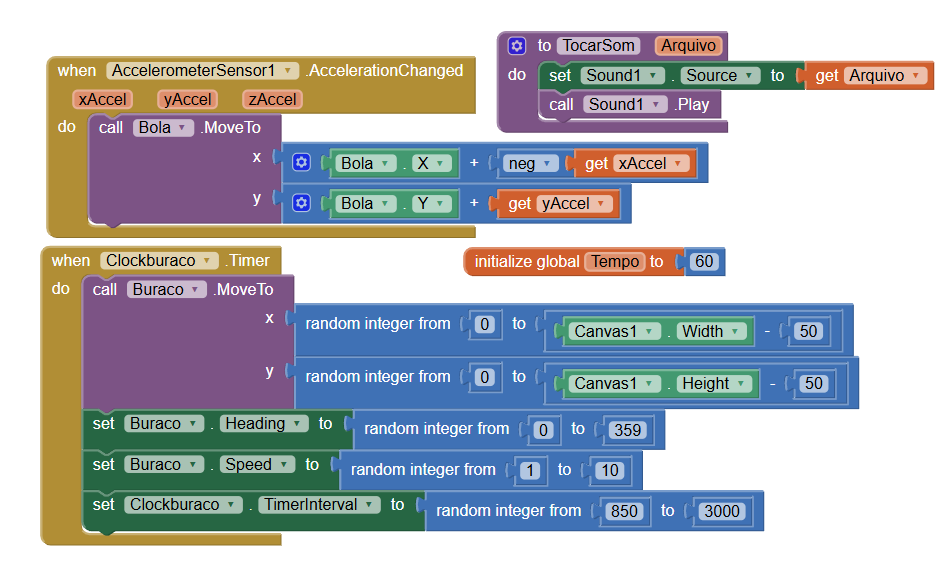 to TocarSom Arquivo
do set Sound1 . Source to get Arquivo
call Sound1 .Play
when AccelerometerSensor1 .AccelerationChanged
xAccel yAccel zAccel
do call Bola .MoveTo
x Bola . X + neg get xAccel
y Bola . Y + get yAccel
initialize global Tempo to 60
when Clockburaco .Timer
do call Buraco .MoveTo
x random integer from 0 to Canvas1 . Width - 50
y random integer from 0 to Canvas1 . Height - 50
set Buraco . Heading to random integer from 0 to 359
set Buraco . Speed to random integer from 1 to 10
set Clockburaco . TimerInterval to random integer from 850 to 3000